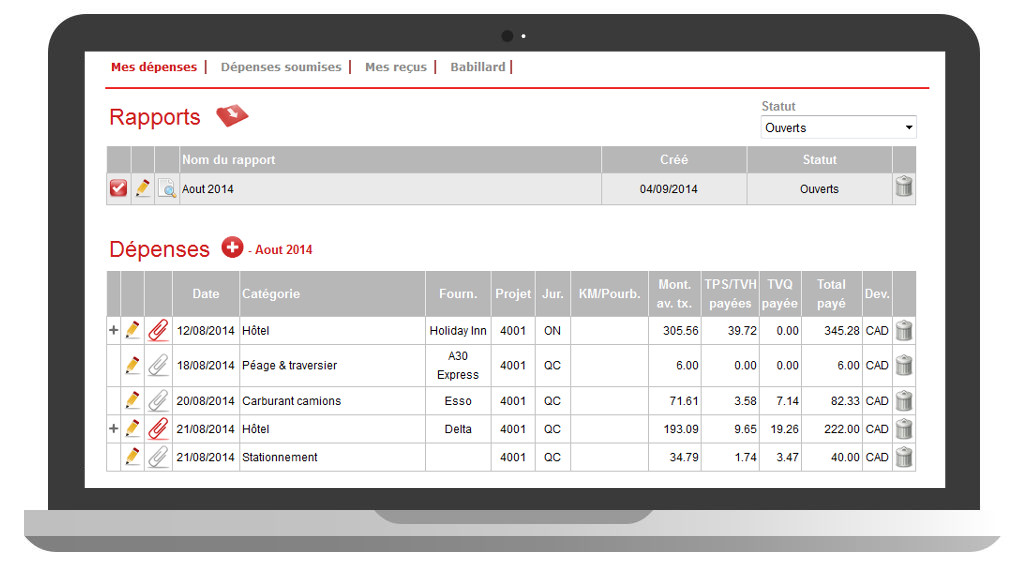 Mes dépenses | Dépenses soumises | Mes reçus | Babillard |
Rapports
Statut
Ouverts
Nom du rapport Créé Statut
Aout 2014 04/09/2014 Ouverts
Dépenses - Aout 2014
Date Catégorie Fourn. Projet Jur. KM/Pourb. Mont. av. tx. TPS/TVH payées TVQ payée Total payé Dev.
+ 12/08/2014 Hôtel Holiday Inn 4001 ON 305.56 39.72 0.00 345.28 CAD
18/08/2014 Péage & traversier A30 Express 4001 QC 6.00 0.00 0.00 6.00 CAD
20/08/2014 Carburant camions Esso 4001 QC 71.61 3.58 7.14 82.33 CAD
+ 21/08/2014 Hôtel Delta 4001 QC 193.09 9.65 19.26 222.00 CAD
21/08/2014 Stationnement 4001 QC 34.79 1.74 3.47 40.00 CAD